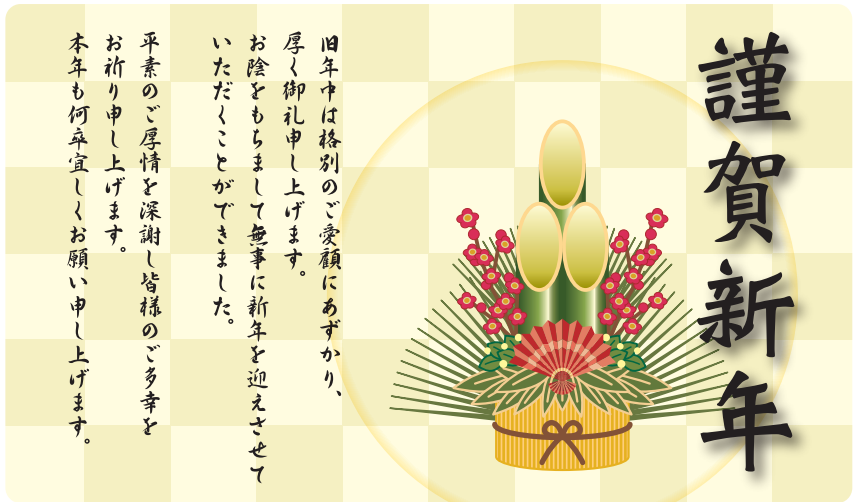 謹賀新年
旧年中は格別のご愛顧にあずかり、
厚く御礼申し上げます。
お陰をもちまして無事に新年を迎えさせて
いただくことができました。
平素のご厚情を深謝し皆様のご多幸を
お祈り申し上げます。
本年も何卒宜しくお願い申し上げます。